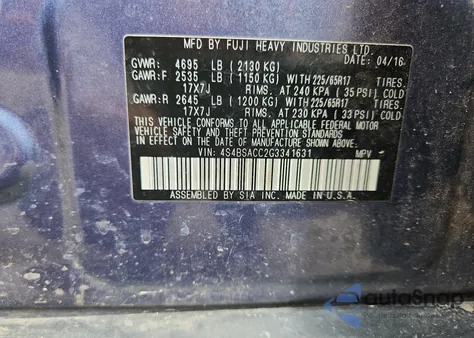 MFD BY FUJI HEAVY INDUSTRIES LTD.
GVWR: 4695 LB (2130 KG) DATE: 04/16
GAWR:F 2535 LB (1150 KG) WITH 225/65R17 TIRES.
17X7J RIMS. AT 240 KPA ( 35 PSI) COLD
GAWR:R 2645 LB (1200 KG) WITH 225/65R17 TIRES.
17X7J RIMS. AT 230 KPA ( 33 PSI) COLD
THIS VEHICLE CONFORMS TO ALL APPLICABLE FEDERAL MOTOR
VEHICLE SAFETY BUMPER AND THEFT PREVENTION STANDARDS
IN EFFECT ON THE DATE OF MANUFACTURE SHOWN ABOVE.
VIN: 4S4BSACC2G3341631 MPV
ASSEMBLED BY SIA INC. MADE IN U.S.A.
autoSnap